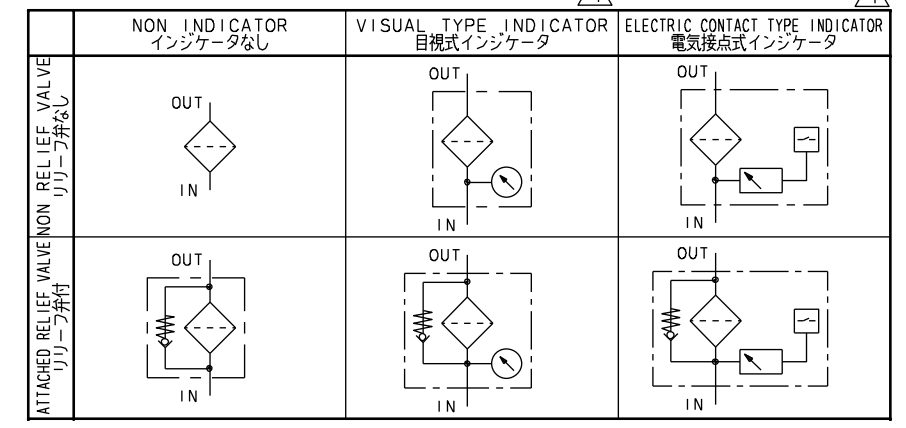 NON INDICATOR
インジケータなし
VISUAL TYPE INDICATOR
目視式インジケータ
ELECTRIC CONTACT TYPE INDICATOR
電気接点式インジケータ
NON RELIEF VALVE
リリーフ弁なし
OUT
IN
OUT
IN
OUT
IN
ATTACHED RELIEF VALVE
リリーフ弁付
OUT
IN
OUT
IN
OUT
IN